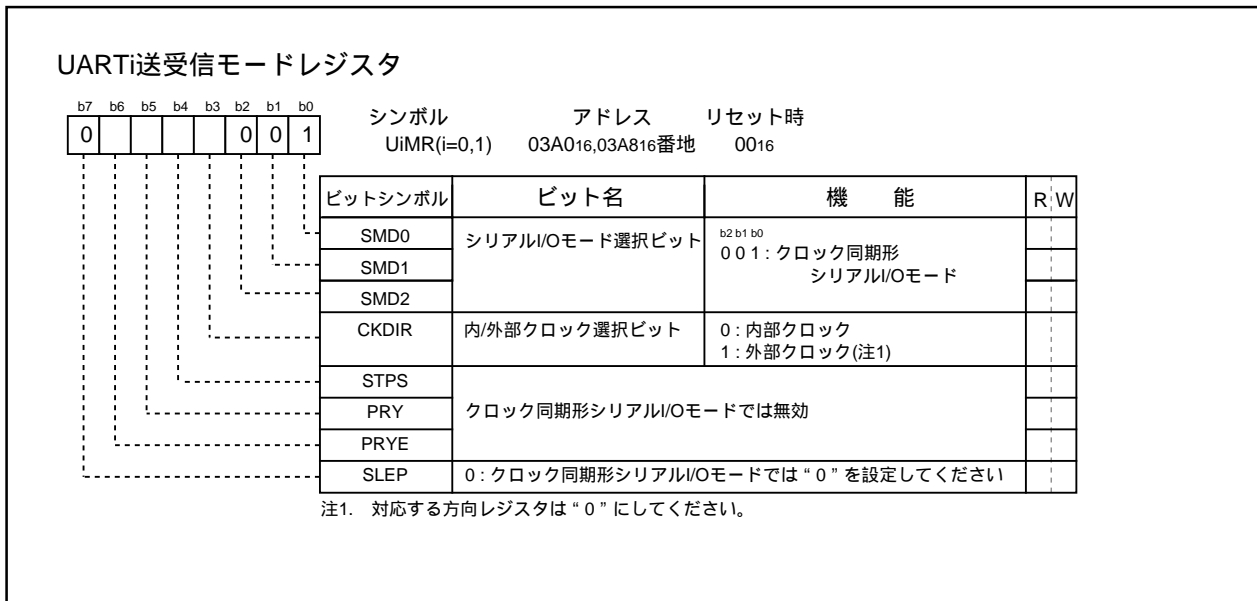 UARTi送受信モードレジスタ
b7 b6 b5 b4 b3 b2 b1 b0
0 0 0 1
シンボル アドレス リセット時
UiMR(i=0,1) 03A016,03A816番地 0016
ビットシンボル ビット名 機 能 R W
SMD0 シリアルI/Oモード選択ビット b2 b1 b0
0 0 1 : クロック同期形
SMD1 シリアルI/Oモード
SMD2
CKDIR 内/外部クロック選択ビット 0 : 内部クロック
1 : 外部クロック(注1)
STPS
PRY クロック同期形シリアルI/Oモードでは無効
PRYE
SLEP 0 : クロック同期形シリアルI/Oモードでは “ 0 ” を設定してください
注1. 対応する方向レジスタは “ 0 ” にしてください。